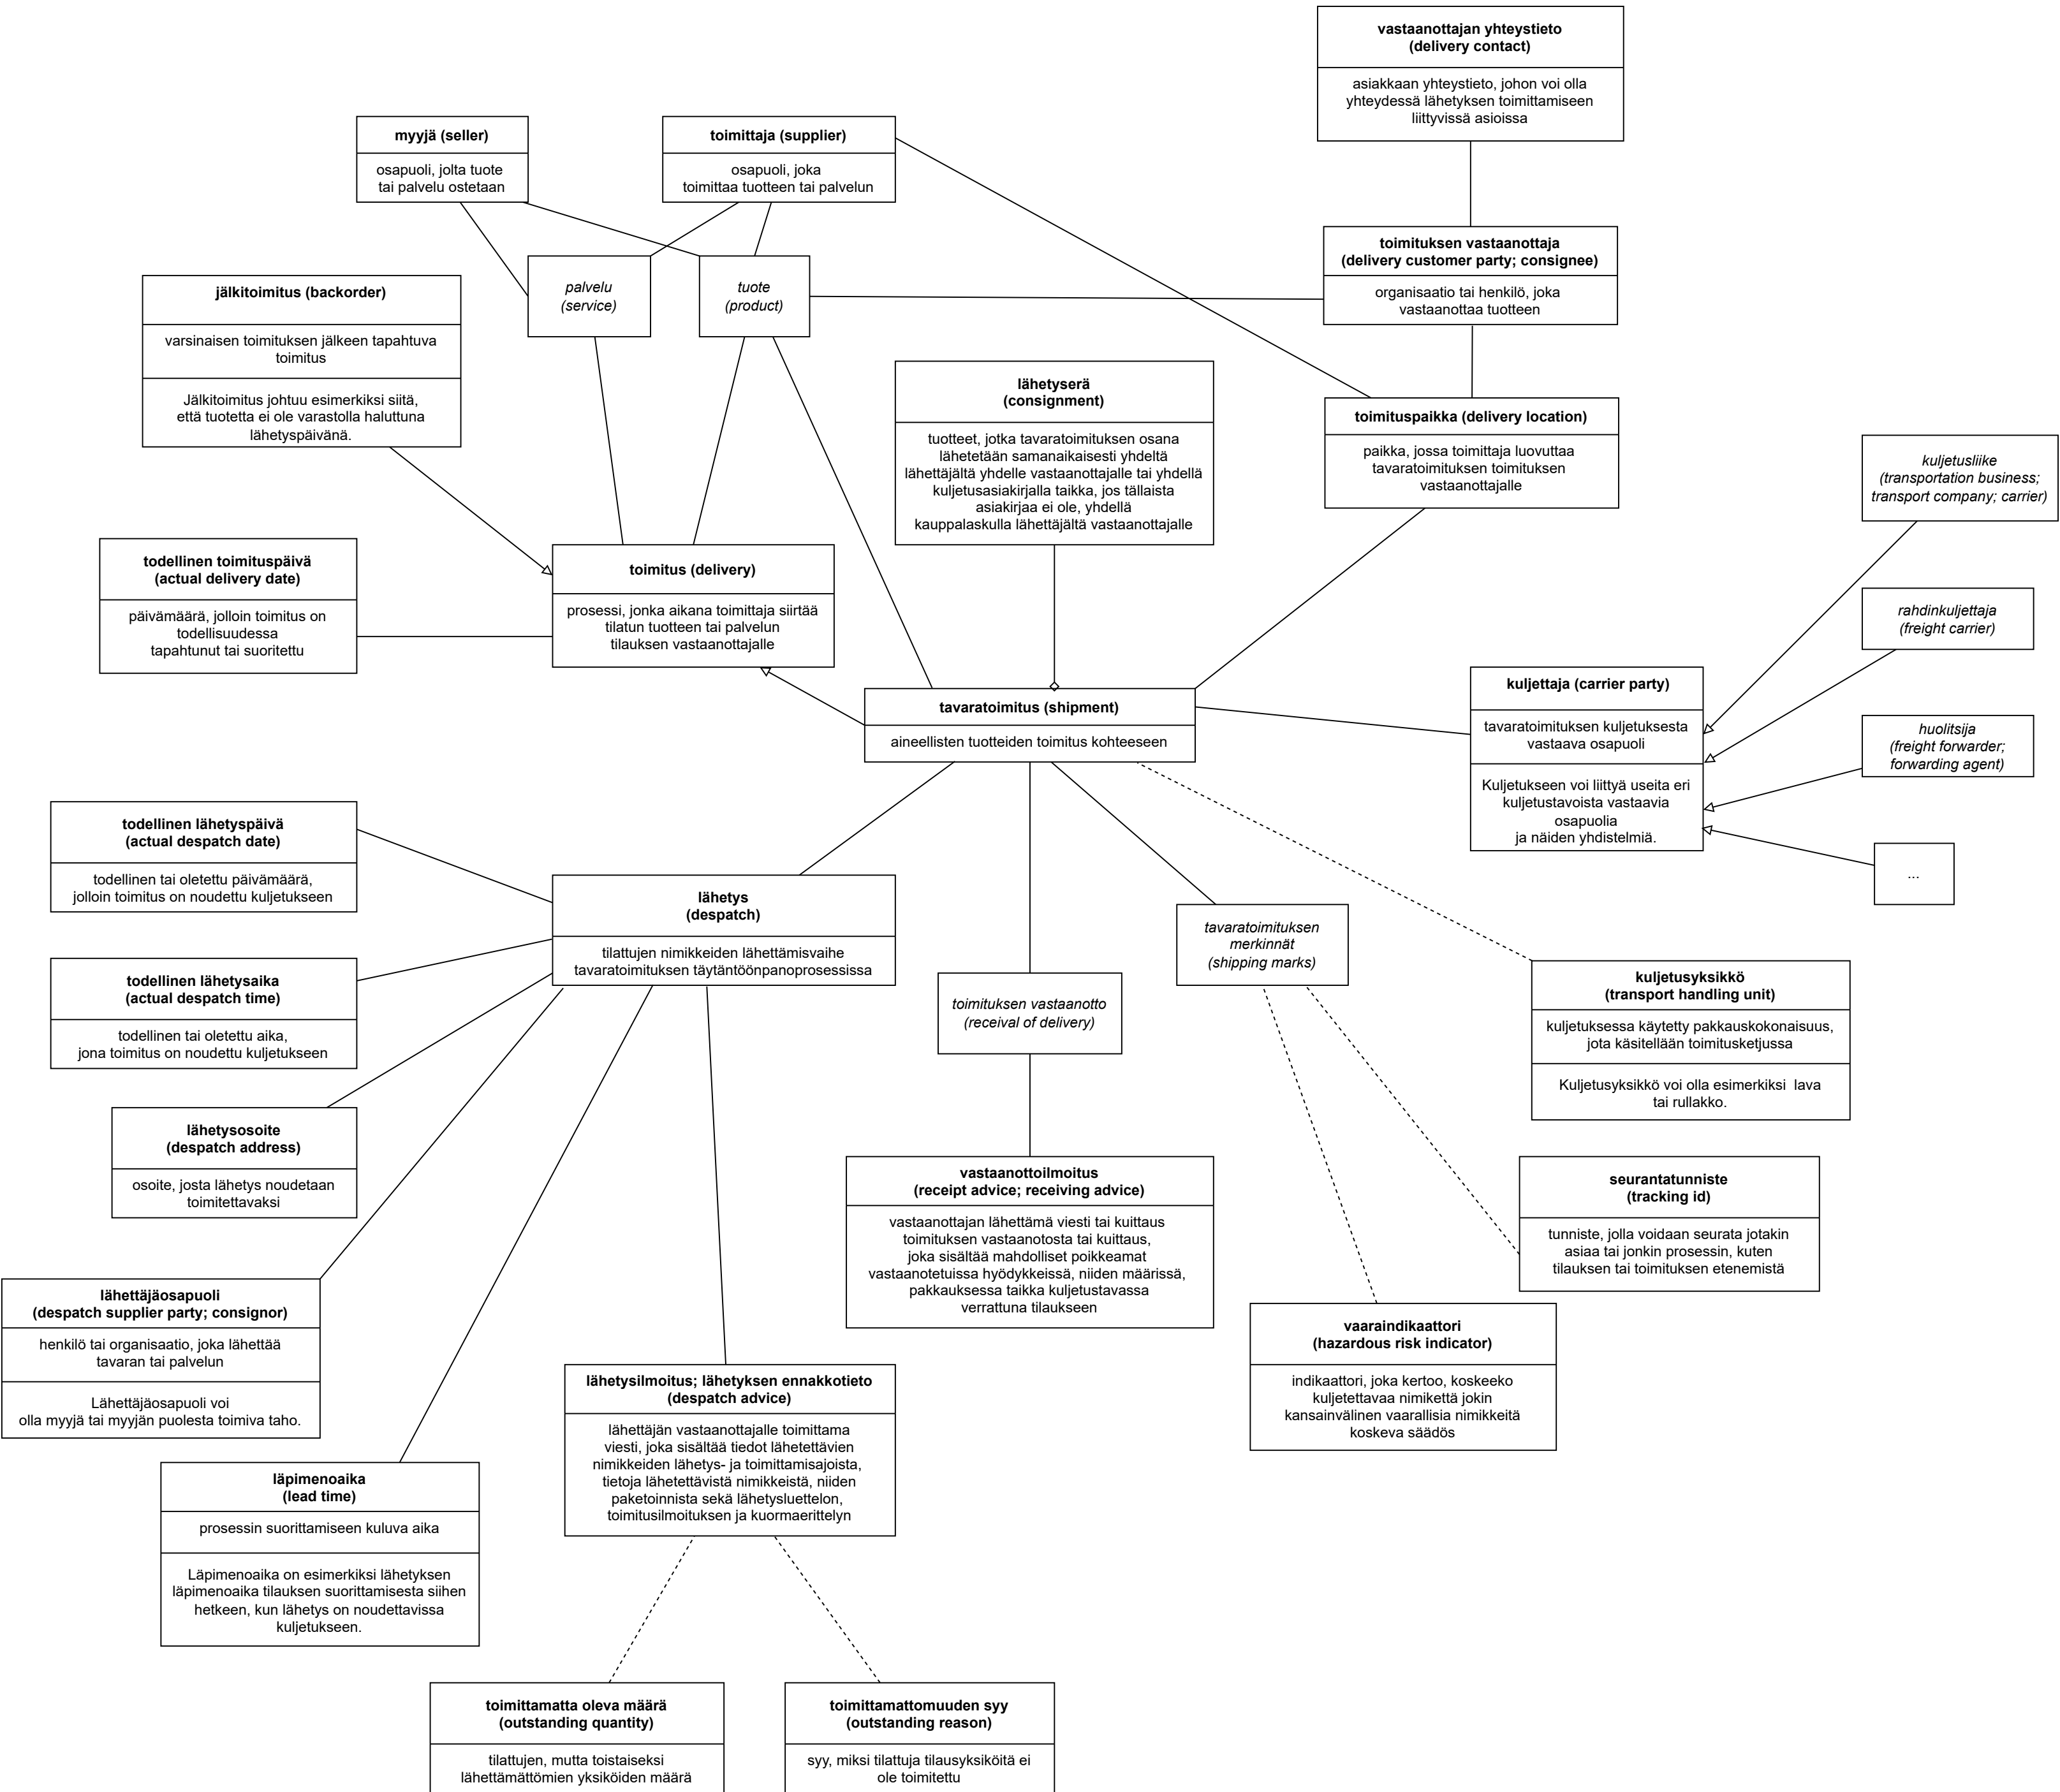 vastaanottajan yhteystieto
(delivery contact)
asiakkaan yhteystieto, johon voi olla
yhteydessä lähetyksen toimittamiseen
liittyvissä asioissa
myyjä (seller)
osapuoli, jolta tuote
tai palvelu ostetaan
toimittaja (supplier)
osapuoli, joka
toimittaa tuotteen tai palvelun
toimituksen vastaanottaja
(delivery customer party; consignee)
organisaatio tai henkilö, joka
vastaanottaa tuotteen
palvelu
(service)
tuote
(product)
jälkitoimitus (backorder)
varsinaisen toimituksen jälkeen tapahtuva
toimitus
Jälkitoimitus johtuu esimerkiksi siitä,
että tuotetta ei ole varastolla haluttuna
lähetyspäivänä.
lähetyserä
(consignment)
tuotteet, jotka tavaratoimituksen osana
lähetetään samanaikaisesti yhdeltä
lähettäjältä yhdelle vastaanottajalle tai yhdellä
kuljetusasiakirjalla taikka, jos tällaista
asiakirjaa ei ole, yhdellä
kauppalaskulla lähettäjältä vastaanottajalle
toimituspaikka (delivery location)
paikka, jossa toimittaja luovuttaa
tavaratoimituksen toimituksen
vastaanottajalle
kuljetusliike
(transportation business;
transport company; carrier)
todellinen toimituspäivä
(actual delivery date)
päivämäärä, jolloin toimitus on
todellisuudessa
tapahtunut tai suoritettu
toimitus (delivery)
prosessi, jonka aikana toimittaja siirtää
tilatun tuotteen tai palvelun
tilauksen vastaanottajalle
rahdinkuljettaja
(freight carrier)
tavaratoimitus (shipment)
aineellisten tuotteiden toimitus kohteeseen
kuljettaja (carrier party)
tavaratoimituksen kuljetuksesta
vastaava osapuoli
Kuljetukseen voi liittyä useita eri
kuljetustavoista vastaavia
osapuolia
ja näiden yhdistelmiä.
huolitsija
(freight forwarder;
forwarding agent)
...
todellinen lähetyspäivä
(actual despatch date)
todellinen tai oletettu päivämäärä,
jolloin toimitus on noudettu kuljetukseen
lähetys
(despatch)
tilattujen nimikkeiden lähettämisvaihe
tavaratoimituksen täytäntöönpanoprosessissa
tavaratoimituksen
merkinnät
(shipping marks)
todellinen lähetysaika
(actual despatch time)
todellinen tai oletettu aika,
jona toimitus on noudettu kuljetukseen
toimituksen vastaanotto
(receival of delivery)
kuljetusyksikkö
(transport handling unit)
kuljetuksessa käytetty pakkauskokonaisuus,
jota käsitellään toimitusketjussa
Kuljetusyksikkö voi olla esimerkiksi lava
tai rullakko.
lähetysosoite
(despatch address)
osoite, josta lähetys noudetaan
toimitettavaksi
vastaanottoilmoitus
(receipt advice; receiving advice)
vastaanottajan lähettämä viesti tai kuittaus
toimituksen vastaanotosta tai kuittaus,
joka sisältää mahdolliset poikkeamat
vastaanotetuissa hyödykkeissä, niiden määrissä,
pakkauksessa taikka kuljetustavassa
verrattuna tilaukseen
seurantatunniste
(tracking id)
tunniste, jolla voidaan seurata jotakin
asiaa tai jonkin prosessin, kuten
tilauksen tai toimituksen etenemistä
lähettäjäosapuoli
(despatch supplier party; consignor)
henkilö tai organisaatio, joka lähettää
tavaran tai palvelun
Lähettäjäosapuoli voi
olla myyjä tai myyjän puolesta toimiva taho.
vaaraindikaattori
(hazardous risk indicator)
indikaattori, joka kertoo, koskeeko
kuljetettavaa nimikettä jokin
kansainvälinen vaarallisia nimikkeitä
koskeva säädös
lähetysilmoitus; lähetyksen ennakkotieto
(despatch advice)
lähettäjän vastaanottajalle toimittama
viesti, joka sisältää tiedot lähetettävien
nimikkeiden lähetys- ja toimittamisajoista,
tietoja lähetettävistä nimikkeistä, niiden
paketoinnista sekä lähetysluettelon,
toimitusilmoituksen ja kuormaerittelyn
läpimenoaika
(lead time)
prosessin suorittamiseen kuluva aika
Läpimenoaika on esimerkiksi lähetyksen
läpimenoaika tilauksen suorittamisesta siihen
hetkeen, kun lähetys on noudettavissa
kuljetukseen.
toimittamatta oleva määrä
(outstanding quantity)
tilattujen, mutta toistaiseksi
lähettämättömien yksiköiden määrä
toimittamattomuuden syy
(outstanding reason)
syy, miksi tilattuja tilausyksiköitä ei
ole toimitettu